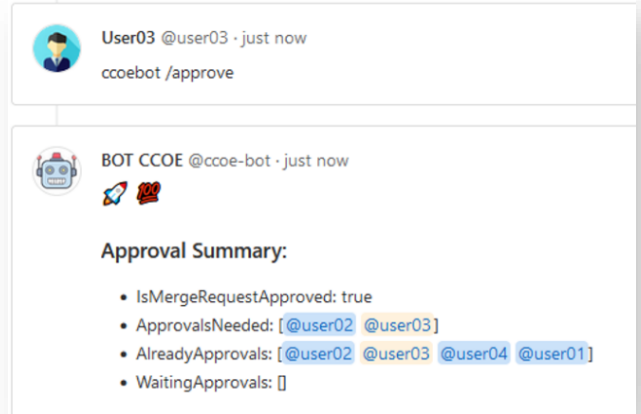 User03 @user03 · just now
ccoebot /approve
BOT CCOE @ccoe-bot · just now
🚀 💯
Approval Summary:
• IsMergeRequestApproved: true
• ApprovalsNeeded: [@user02 @user03]
• AlreadyApprovals: [@user02 @user03 @user04 @user01]
• WaitingApprovals: []